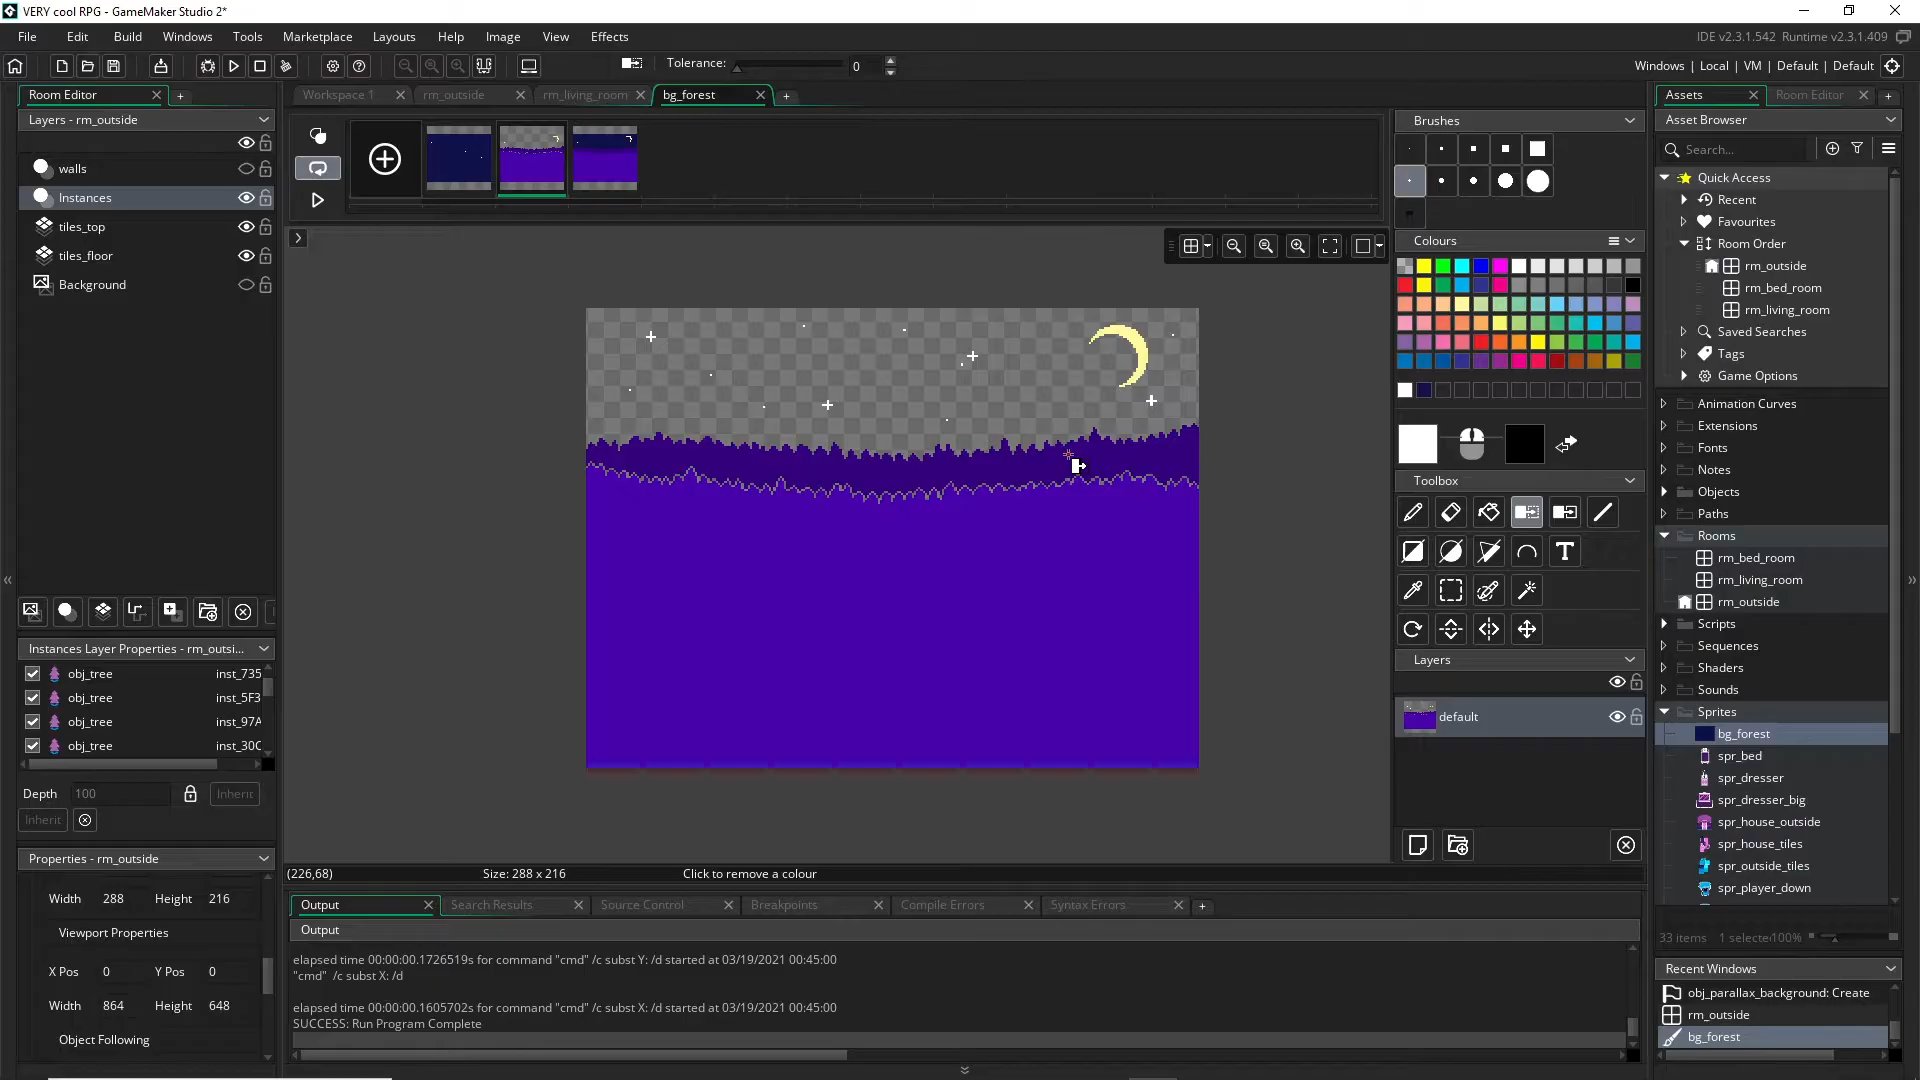 VERY cool RPG - GameMaker Studio 2*
File Edit Build Windows Tools Marketplace Layouts Help Image View Effects
IDE v2.3.1.542 Runtime v2.3.1.409
Tolerance: 0
Windows | Local | VM | Default | Default
Room Editor
Workspace 1 rm_outside rm_living_room bg_forest
Assets Room Editor
Layers - rm_outside
walls
Instances
tiles_top
tiles_floor
Background
Instances Layer Properties - rm_outsi...
obj_tree inst_735
obj_tree inst_5F3
obj_tree inst_97A
obj_tree inst_30C
Depth 100 Inherit
Inherit
Properties - rm_outside
Width 288 Height 216
Viewport Properties
X Pos 0 Y Pos 0
Width 864 Height 648
Object Following
(226,68) Size: 288 x 216 Click to remove a colour
Output Search Results Source Control Breakpoints Compile Errors Syntax Errors
Output
elapsed time 00:00:00.1726519s for command "cmd" /c subst Y: /d started at 03/19/2021 00:45:00
"cmd" /c subst X: /d
elapsed time 00:00:00.1605702s for command "cmd" /c subst X: /d started at 03/19/2021 00:45:00
SUCCESS: Run Program Complete
Brushes
Colours
Toolbox
T
Layers
default
Asset Browser
Search...
Quick Access
Recent
Favourites
Room Order
rm_outside
rm_bed_room
rm_living_room
Saved Searches
Tags
Game Options
Animation Curves
Extensions
Fonts
Notes
Objects
Paths
Rooms
rm_bed_room
rm_living_room
rm_outside
Scripts
Sequences
Shaders
Sounds
Sprites
bg_forest
spr_bed
spr_dresser
spr_dresser_big
spr_house_outside
spr_house_tiles
spr_outside_tiles
spr_player_down
33 items 1 selecte 100%
Recent Windows
obj_parallax_background: Create
rm_outside
bg_forest